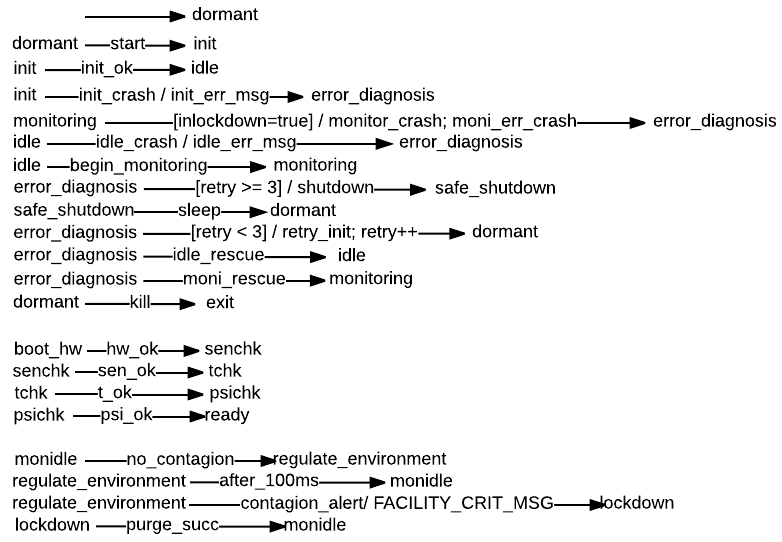 dormant
dormant start init
init init_ok idle
init init_crash / init_err_msg error_diagnosis
monitoring [inlockdown=true] / monitor_crash; moni_err_crash error_diagnosis
idle idle_crash / idle_err_msg error_diagnosis
idle begin_monitoring monitoring
error_diagnosis [retry >= 3] / shutdown safe_shutdown
safe_shutdown sleep dormant
error_diagnosis [retry < 3] / retry_init; retry++ dormant
error_diagnosis idle_rescue idle
error_diagnosis moni_rescue monitoring
dormant kill exit
boot_hw hw_ok senchk
senchk sen_ok tchk
tchk t_ok psichk
psichk psi_ok ready
monidle no_contagion regulate_environment
regulate_environment after_100ms monidle
regulate_environment contagion_alert/ FACILITY_CRIT_MSG lockdown
lockdown purge_succ monidle